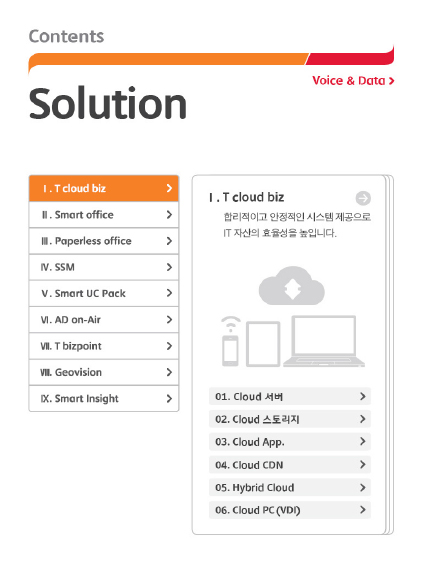 Contents
Voice & Data >
Solution
Ⅰ. T cloud biz >
Ⅱ. Smart office >
Ⅲ. Paperless office >
Ⅳ. SSM >
Ⅴ. Smart UC Pack >
Ⅵ. AD on-Air >
Ⅶ. T bizpoint >
Ⅷ. Geovision >
Ⅸ. Smart Insight >
Ⅰ. T cloud biz
합리적이고 안정적인 시스템 제공으로
IT 자산의 효율성을 높입니다.
01. Cloud 서버 >
02. Cloud 스토리지 >
03. Cloud App. >
04. Cloud CDN >
05. Hybrid Cloud >
06. Cloud PC (VDI) >